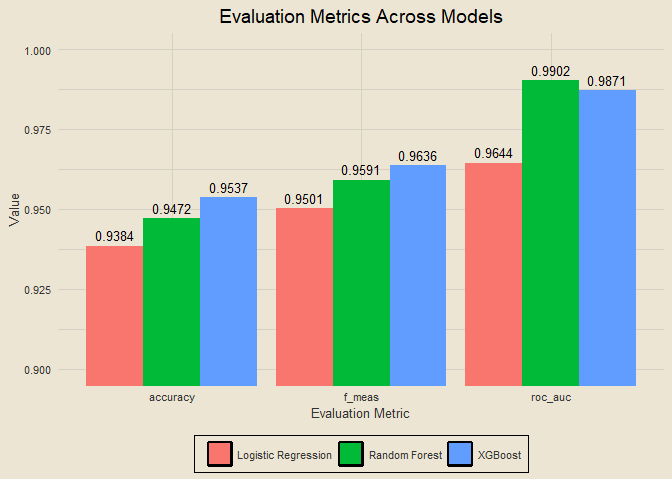 Evaluation Metrics Across Models
1.000
0.975
0.950
0.925
0.900
Value
0.9384
0.9472
0.9537
0.9501
0.9591
0.9636
0.9644
0.9902
0.9871
accuracy
f_meas
roc_auc
Evaluation Metric
Logistic Regression Random Forest XGBoost